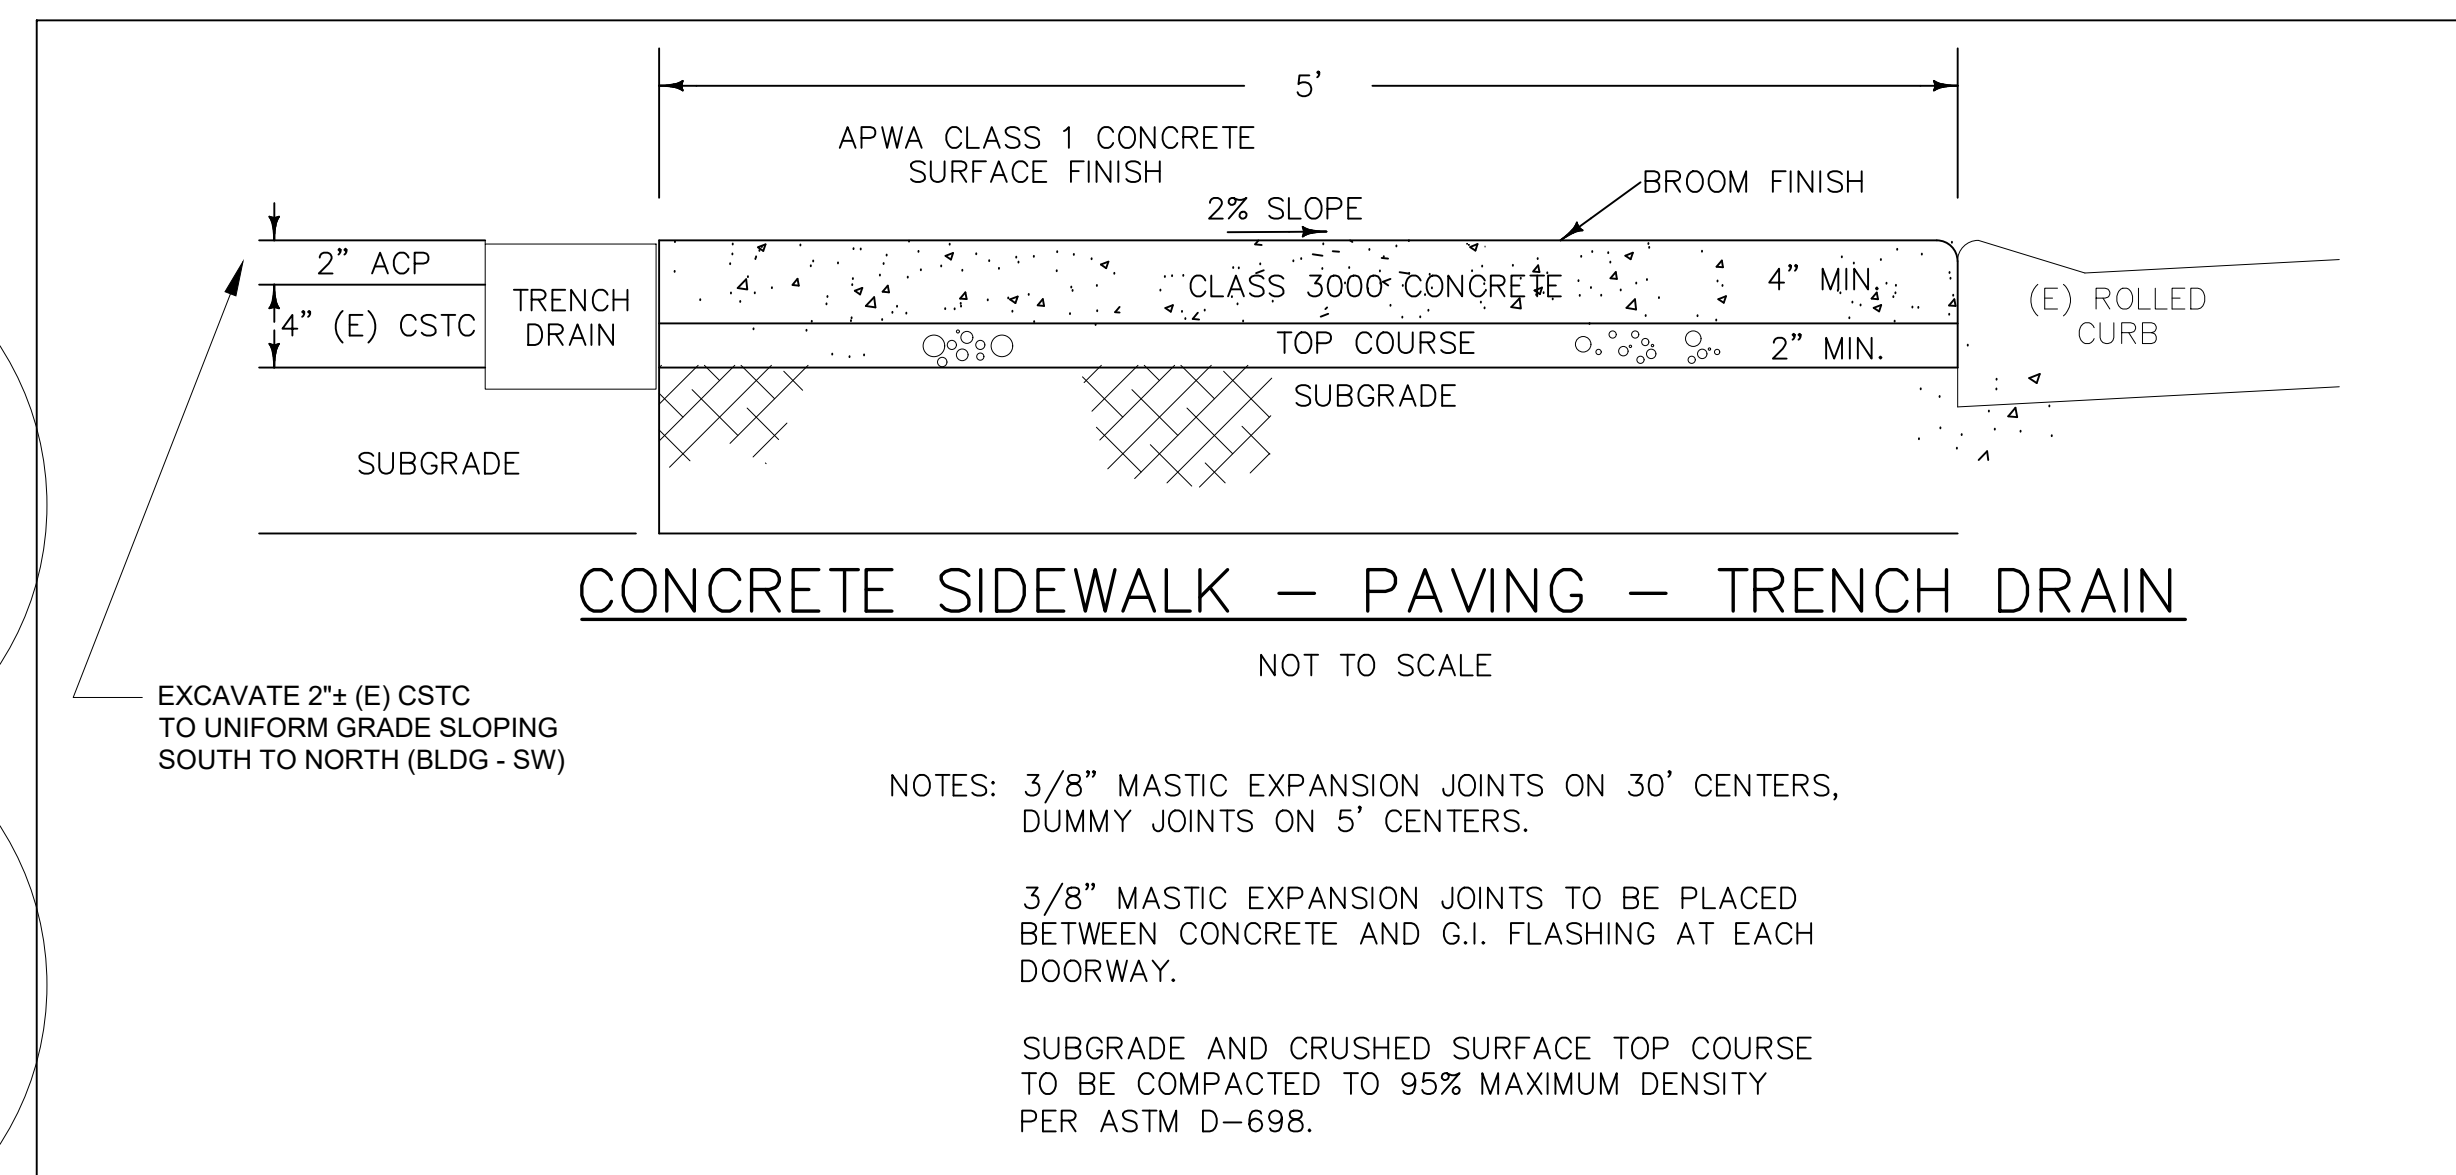 5'
APWA CLASS 1 CONCRETE
SURFACE FINISH
BROOM FINISH
2% SLOPE
2" ACP
CLASS 3000 CONCRETE
4" MIN.
TRENCH
DRAIN
(E) ROLLED
CURB
4" (E) CSTC
TOP COURSE
2" MIN.
SUBGRADE
SUBGRADE
CONCRETE SIDEWALK – PAVING – TRENCH DRAIN
NOT TO SCALE
EXCAVATE 2"± (E) CSTC
TO UNIFORM GRADE SLOPING
SOUTH TO NORTH (BLDG - SW)
NOTES: 3/8" MASTIC EXPANSION JOINTS ON 30' CENTERS,
DUMMY JOINTS ON 5' CENTERS.
3/8" MASTIC EXPANSION JOINTS TO BE PLACED
BETWEEN CONCRETE AND G.I. FLASHING AT EACH
DOORWAY.
SUBGRADE AND CRUSHED SURFACE TOP COURSE
TO BE COMPACTED TO 95% MAXIMUM DENSITY
PER ASTM D–698.